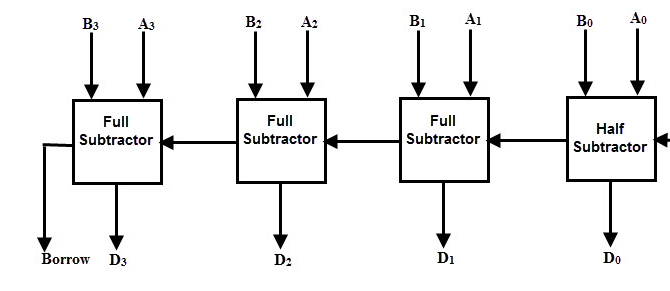 B₃ A₃ B₂ A₂ B₁ A₁ B₀ A₀
Full
Subtractor
Full
Subtractor
Full
Subtractor
Half
Subtractor
Borrow D₃ D₂ D₁ D₀